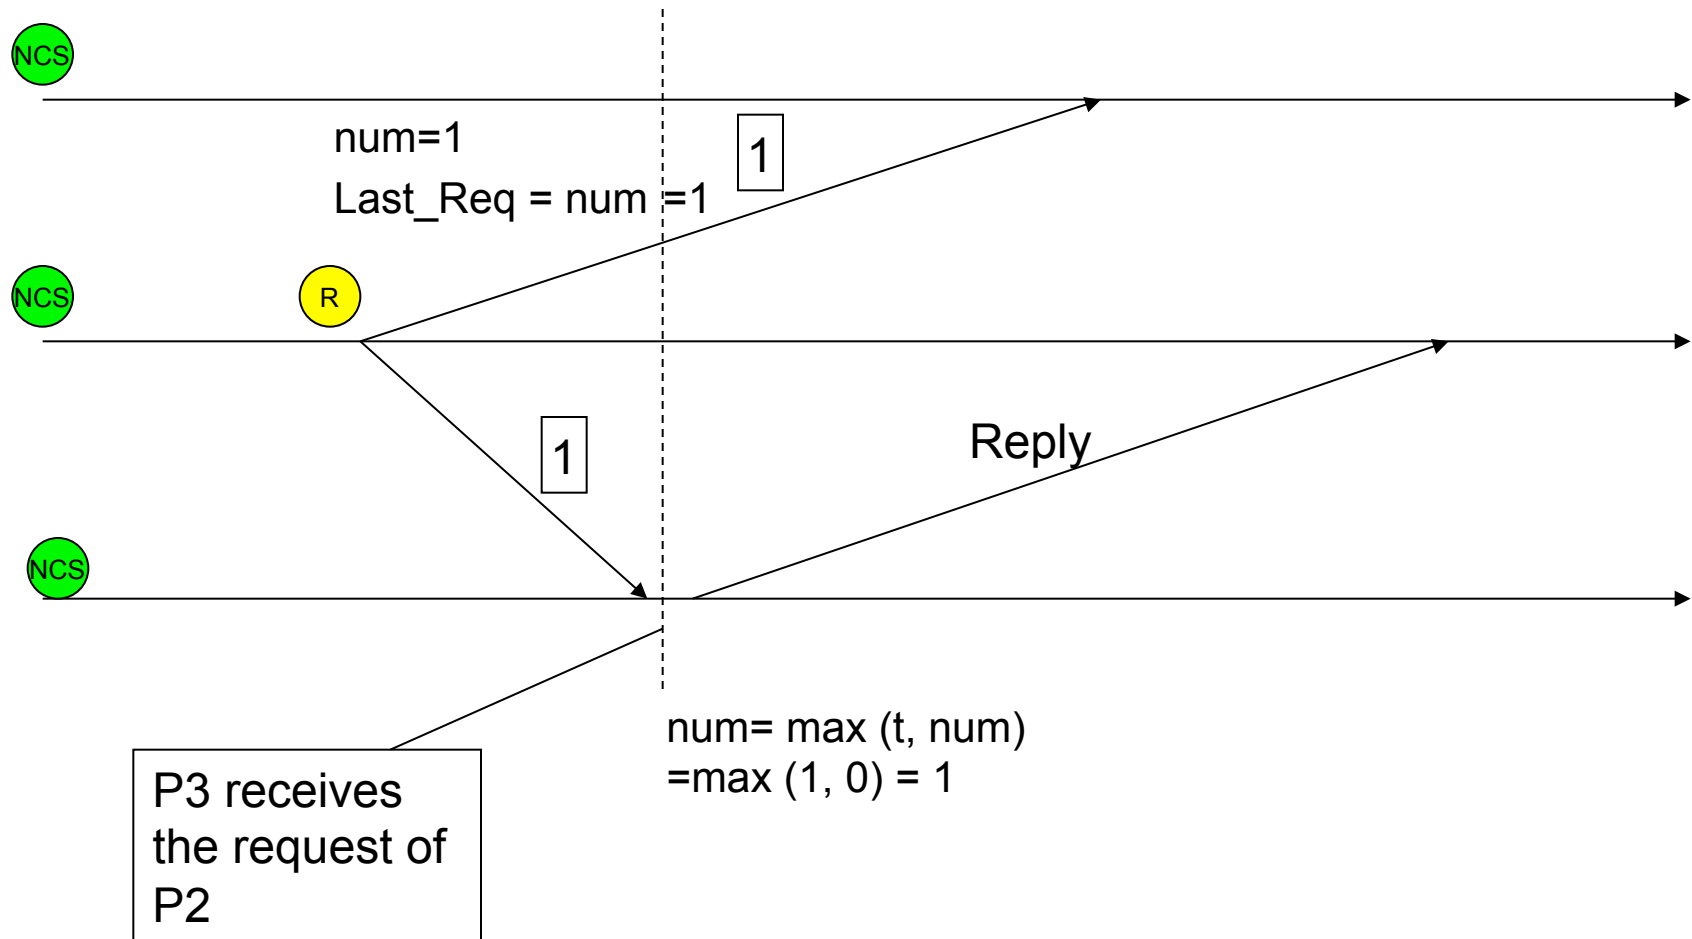 NCS
num=1
1
Last_Req = num =1
NCS
R
1
Reply
NCS
num= max (t, num)
=max (1, 0) = 1
P3 receives
the request of
P2